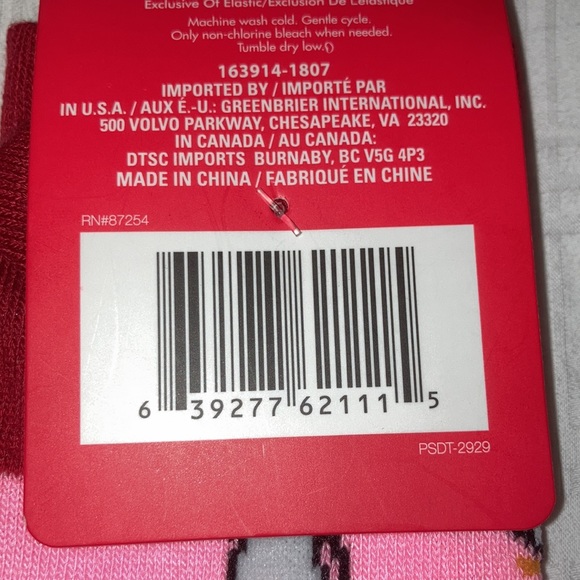 Exclusive Of Elastic/Exclusion De Lelastique
Machine wash cold. Gentle cycle.
Only non-chlorine bleach when needed.
Tumble dry low.
163914-1807
IMPORTED BY / IMPORTÉ PAR
IN U.S.A. / AUX É.-U.: GREENBRIER INTERNATIONAL, INC.
500 VOLVO PARKWAY, CHESAPEAKE, VA 23320
IN CANADA / AU CANADA:
DTSC IMPORTS BURNABY, BC V5G 4P3
MADE IN CHINA / FABRIQUÉ EN CHINE
RN#87254
6 39277 62111 5
PSDT-2929